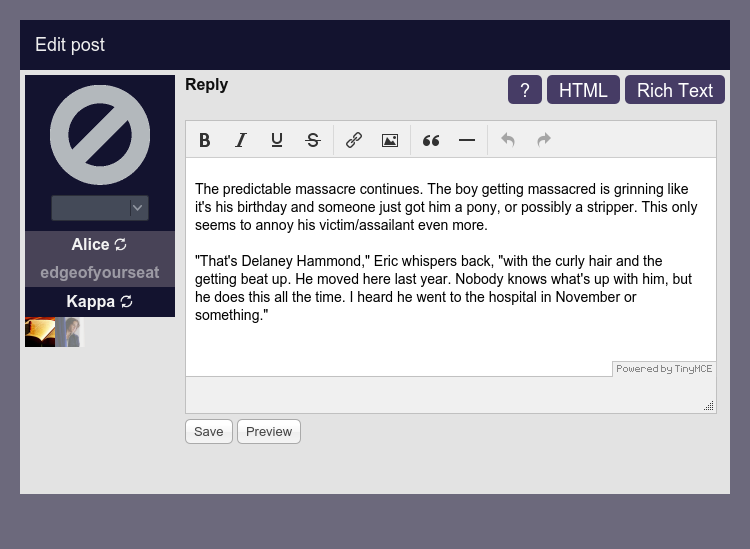 Edit post
Reply
?
HTML
Rich Text
B I U S
The predictable massacre continues. The boy getting massacred is grinning like
it's his birthday and someone just got him a pony, or possibly a stripper. This only
seems to annoy his victim/assailant even more.
"That's Delaney Hammond," Eric whispers back, "with the curly hair and the
getting beat up. He moved here last year. Nobody knows what's up with him, but
he does this all the time. I heard he went to the hospital in November or
something."
Powered by TinyMCE
Alice
edgeofyourseat
Kappa
Save
Preview